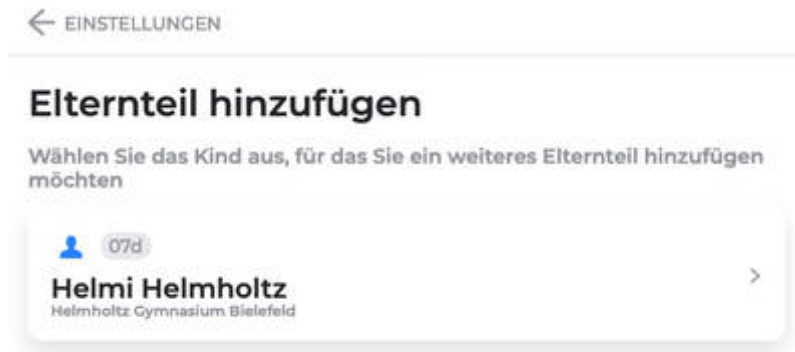 ← EINSTELLUNGEN
Elternteil hinzufügen
Wählen Sie das Kind aus, für das Sie ein weiteres Elternteil hinzufügen
möchten
07d
Helmi Helmholtz
Helmholtz Gymnasium Bielefeld